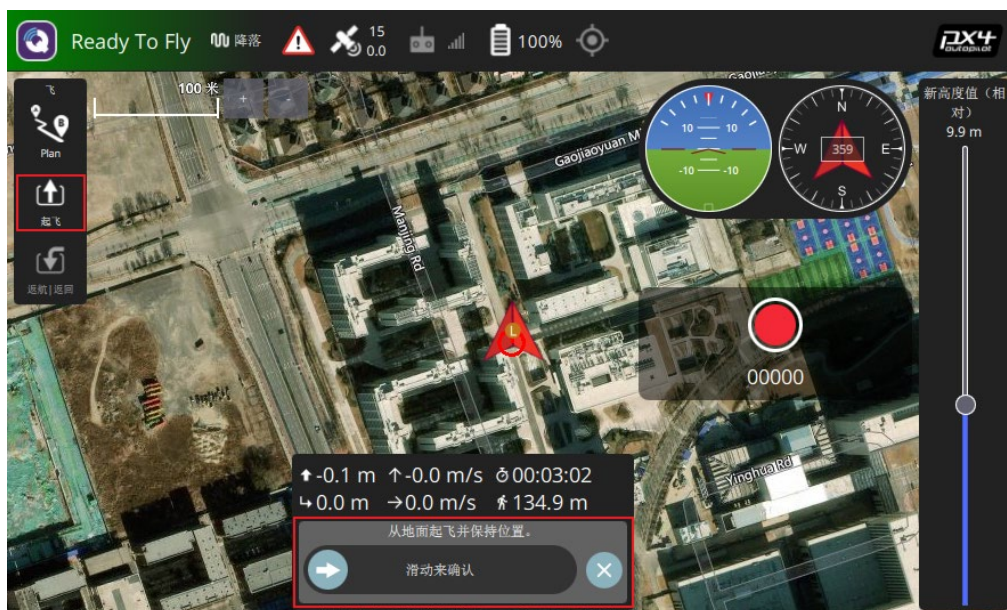 Ready To Fly
降落
15
0.0
100%
px4
autopilot
飞
Plan
起飞
返航|返回
100 米
+
-
Gaojiaoyuan M
Manjing Rd
Yinghua Rd
10 10
-10 -10
N
W 359 E
S
新高度值（相
对）
9.9 m
L
00000
-0.1 m -0.0 m/s 00:03:02
0.0 m 0.0 m/s 134.9 m
从地面起飞并保持位置。
滑动来确认